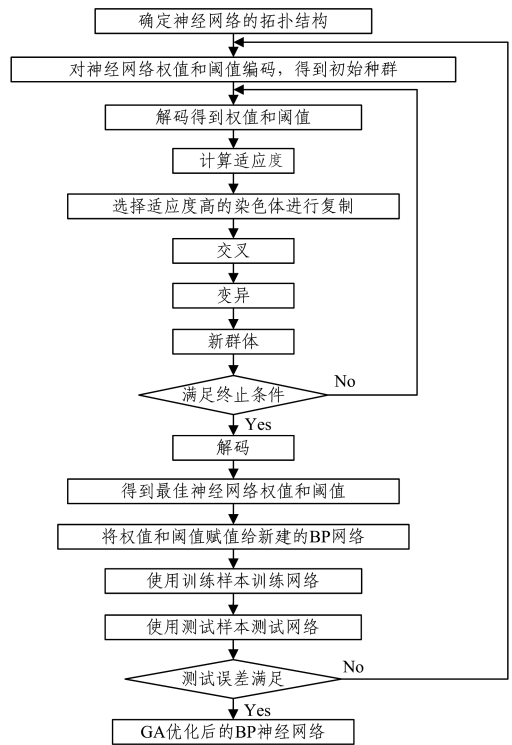 确定神经网络的拓扑结构
对神经网络权值和阈值编码，得到初始种群
解码得到权值和阈值
计算适应度
选择适应度高的染色体进行复制
交叉
变异
新群体
满足终止条件
No
Yes
解码
得到最佳神经网络权值和阈值
将权值和阈值赋值给新建的BP网络
使用训练样本训练网络
使用测试样本测试网络
测试误差满足
No
Yes
GA优化后的BP神经网络